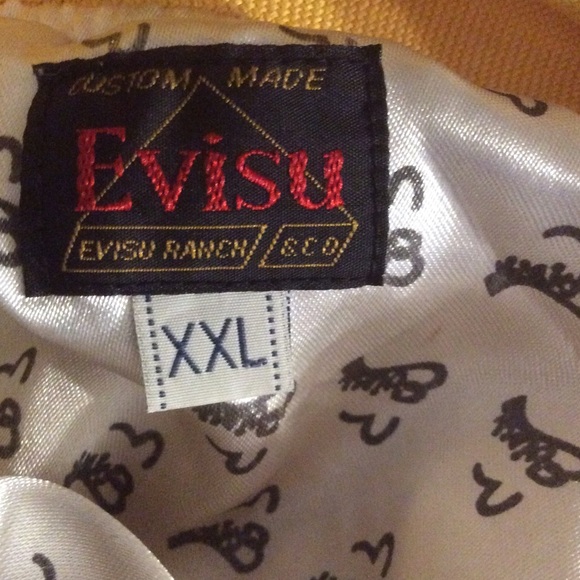 CUSTOM MADE
Evisu
EVISU RANCH & C O
XXL